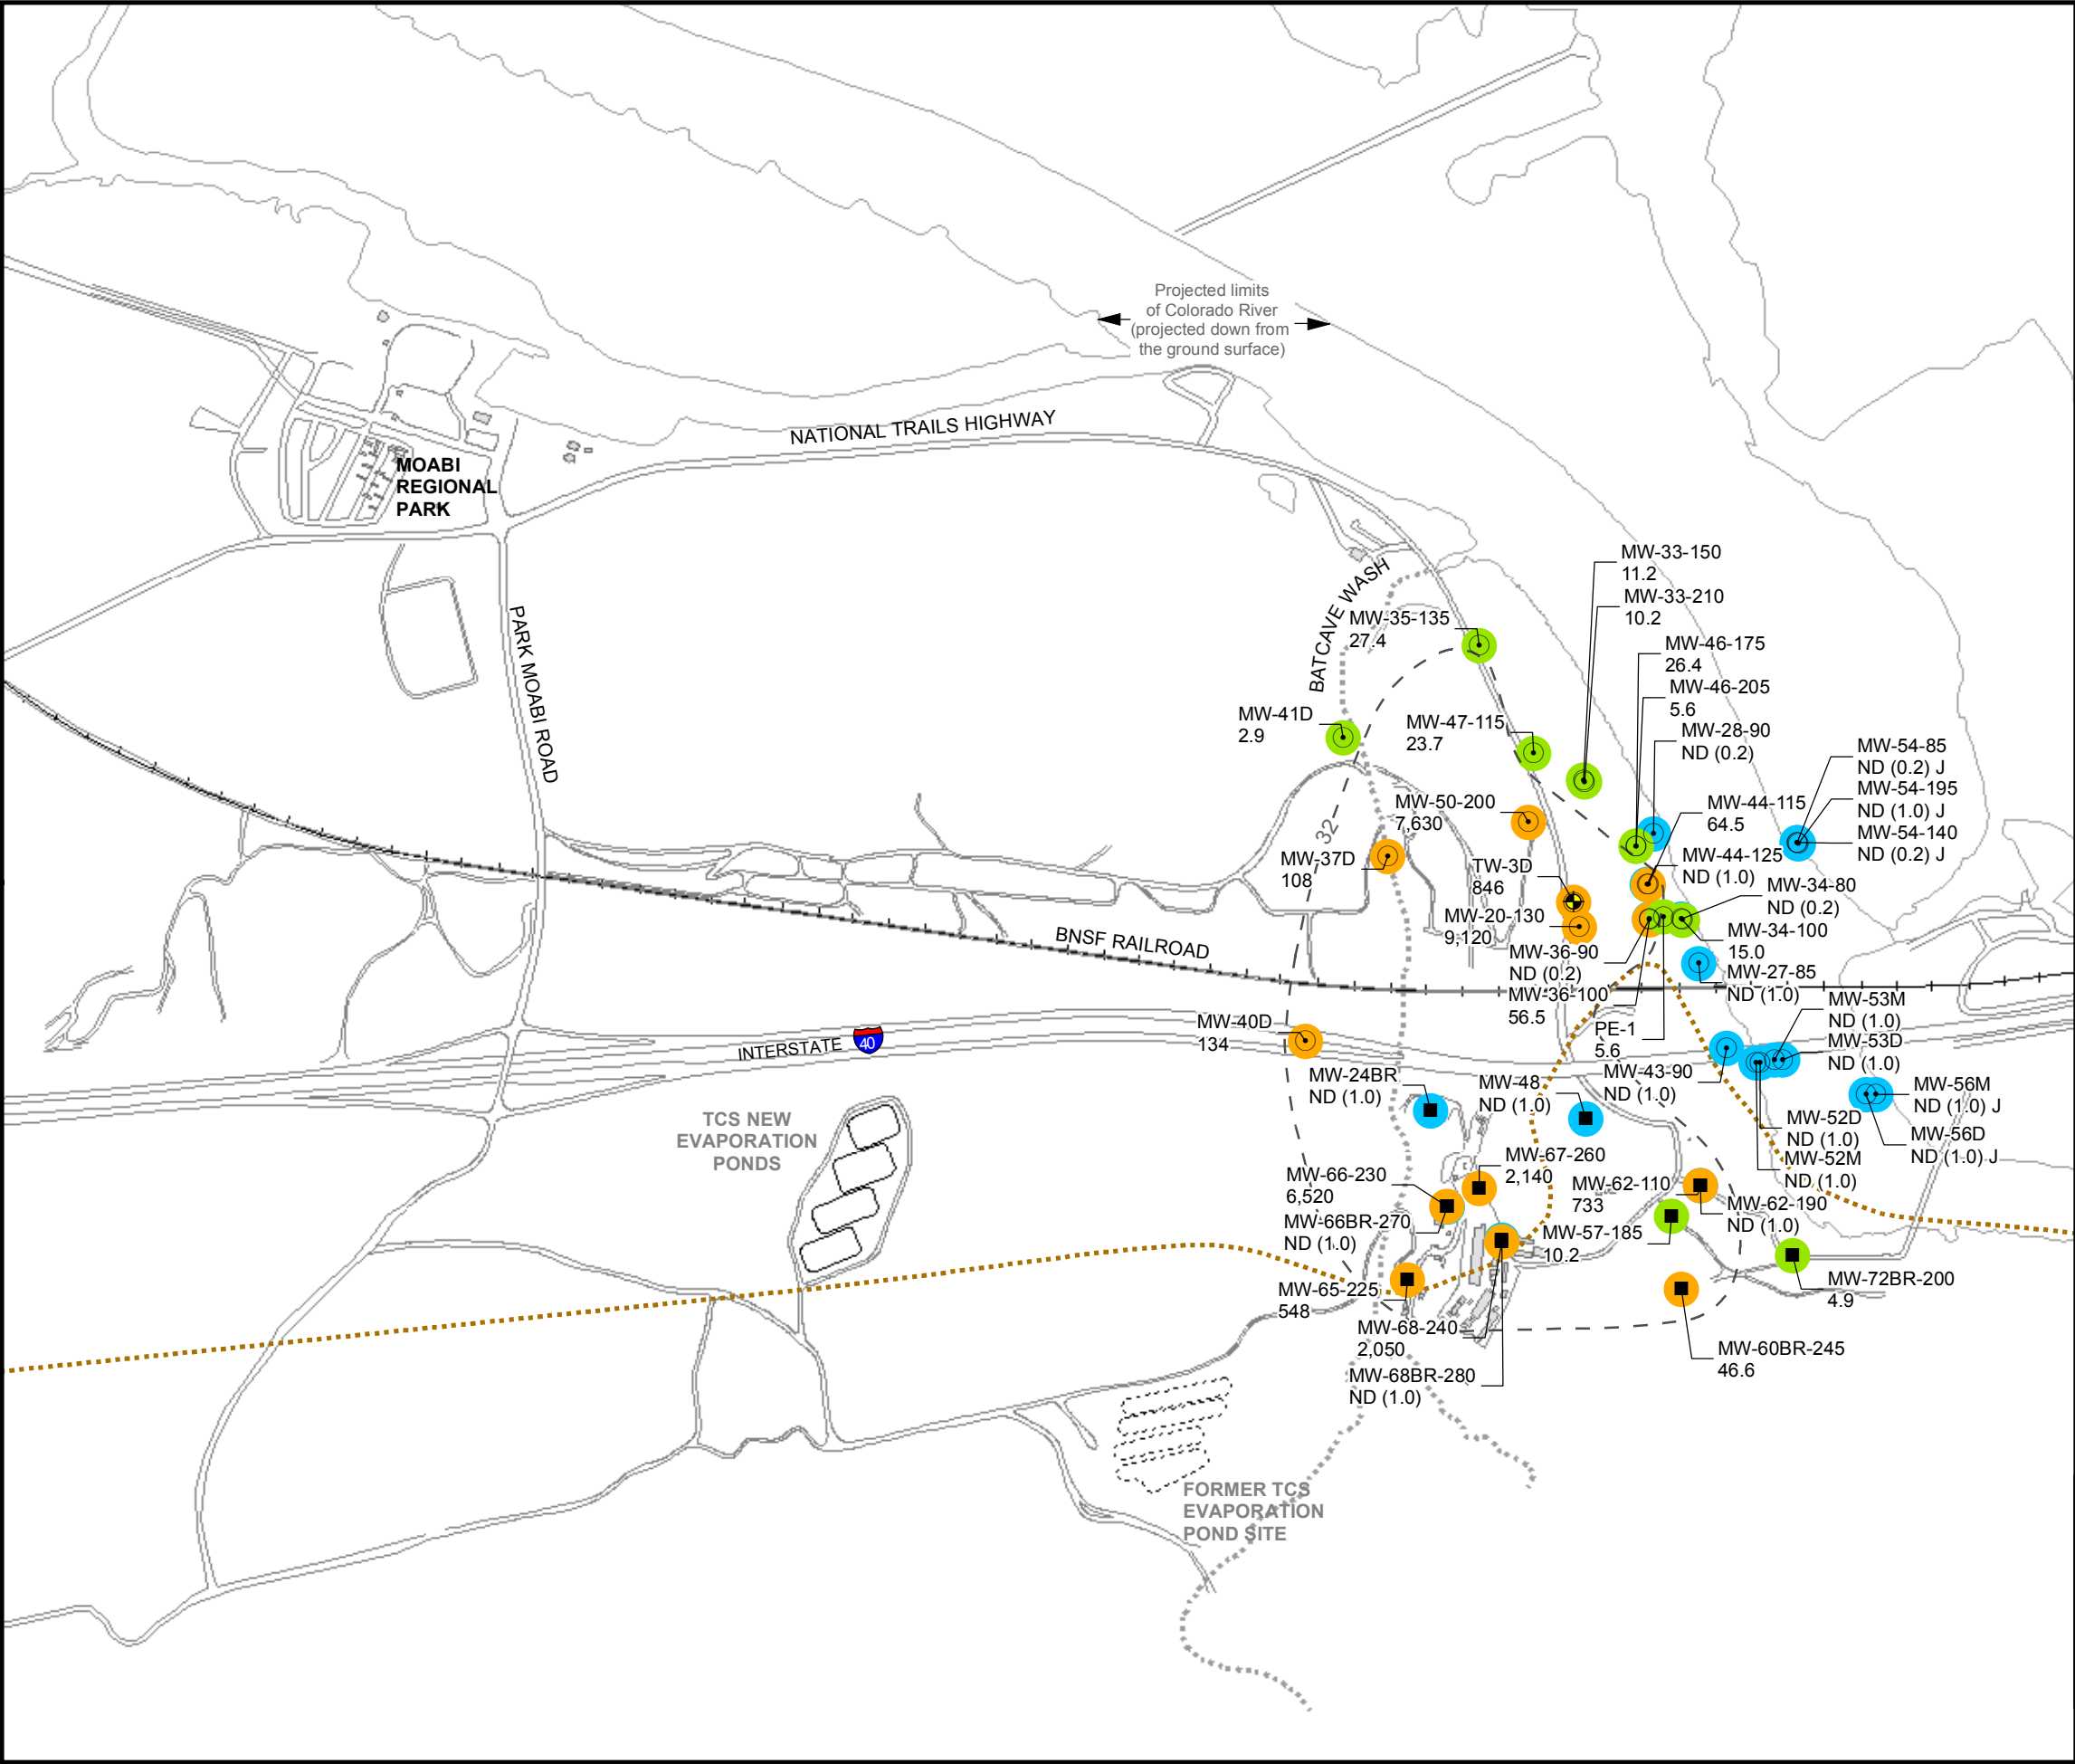 Projected limits
of Colorado River
(projected down from
the ground surface)
NATIONAL TRAILS HIGHWAY
MOABI
REGIONAL
PARK
PARK MOABI ROAD
BATCAVE WASH
MW-33-150
11.2
MW-33-210
10.2
MW-35-135
27.4
MW-46-175
26.4
MW-46-205
5.6
MW-28-90
ND (0.2)
MW-41D
2.9
MW-47-115
23.7
MW-54-85
ND (0.2) J
MW-54-195
ND (1.0) J
MW-54-140
ND (0.2) J
MW-50-200
7,630
MW-44-115
64.5
32
MW-37D
108
TW-3D
846
MW-44-125
ND (1.0)
MW-34-80
ND (0.2)
MW-20-130
9,120
MW-34-100
15.0
BNSF RAILROAD
MW-36-90
ND (0.2)
MW-27-85
ND (1.0)
MW-36-100
56.5
MW-53M
ND (1.0)
MW-40D
134
PE-1
5.6
MW-53D
ND (1.0)
INTERSTATE 40
MW-24BR
ND (1.0)
MW-48
ND (1.0)
MW-43-90
ND (1.0)
MW-56M
ND (1.0) J
TCS NEW
EVAPORATION
PONDS
MW-52D
ND (1.0)
MW-56D
ND (1.0) J
MW-52M
ND (1.0)
MW-67-260
2,140
MW-66-230
6,520
MW-62-110
733
MW-62-190
ND (1.0)
MW-66BR-270
ND (1.0)
MW-57-185
10.2
MW-65-225
548
MW-72BR-200
4.9
MW-68-240
2,050
MW-60BR-245
46.6
MW-68BR-280
ND (1.0)
FORMER TCS
EVAPORATION
POND SITE